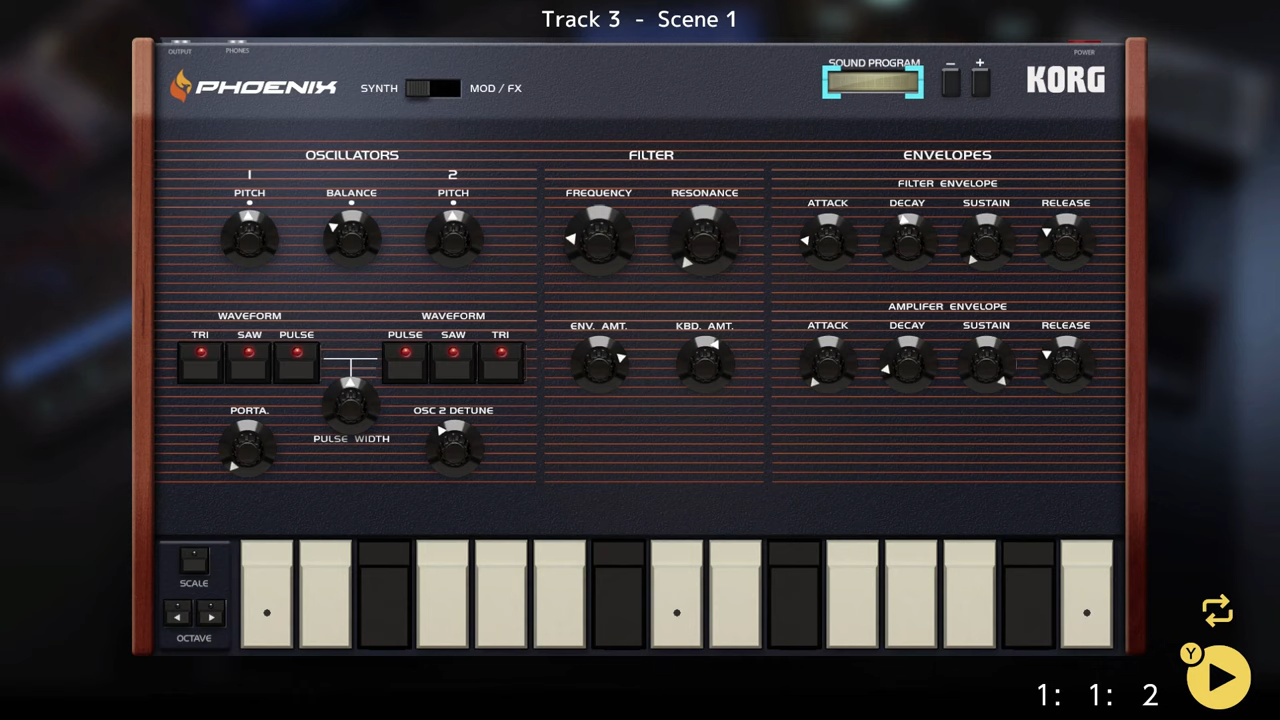 Track 3 - Scene 1
OUTPUT PHONES POWER
PHOENIX SYNTH MOD / FX SOUND PROGRAM - + KORG
OSCILLATORS FILTER ENVELOPES
1 2 FILTER ENVELOPE
PITCH BALANCE PITCH FREQUENCY RESONANCE ATTACK DECAY SUSTAIN RELEASE
WAVEFORM WAVEFORM AMPLIFER ENVELOPE
TRI SAW PULSE PULSE SAW TRI ENV. AMT. KBD. AMT. ATTACK DECAY SUSTAIN RELEASE
PORTA. OSC 2 DETUNE
PULSE WIDTH
SCALE
OCTAVE
Y
1: 1: 2